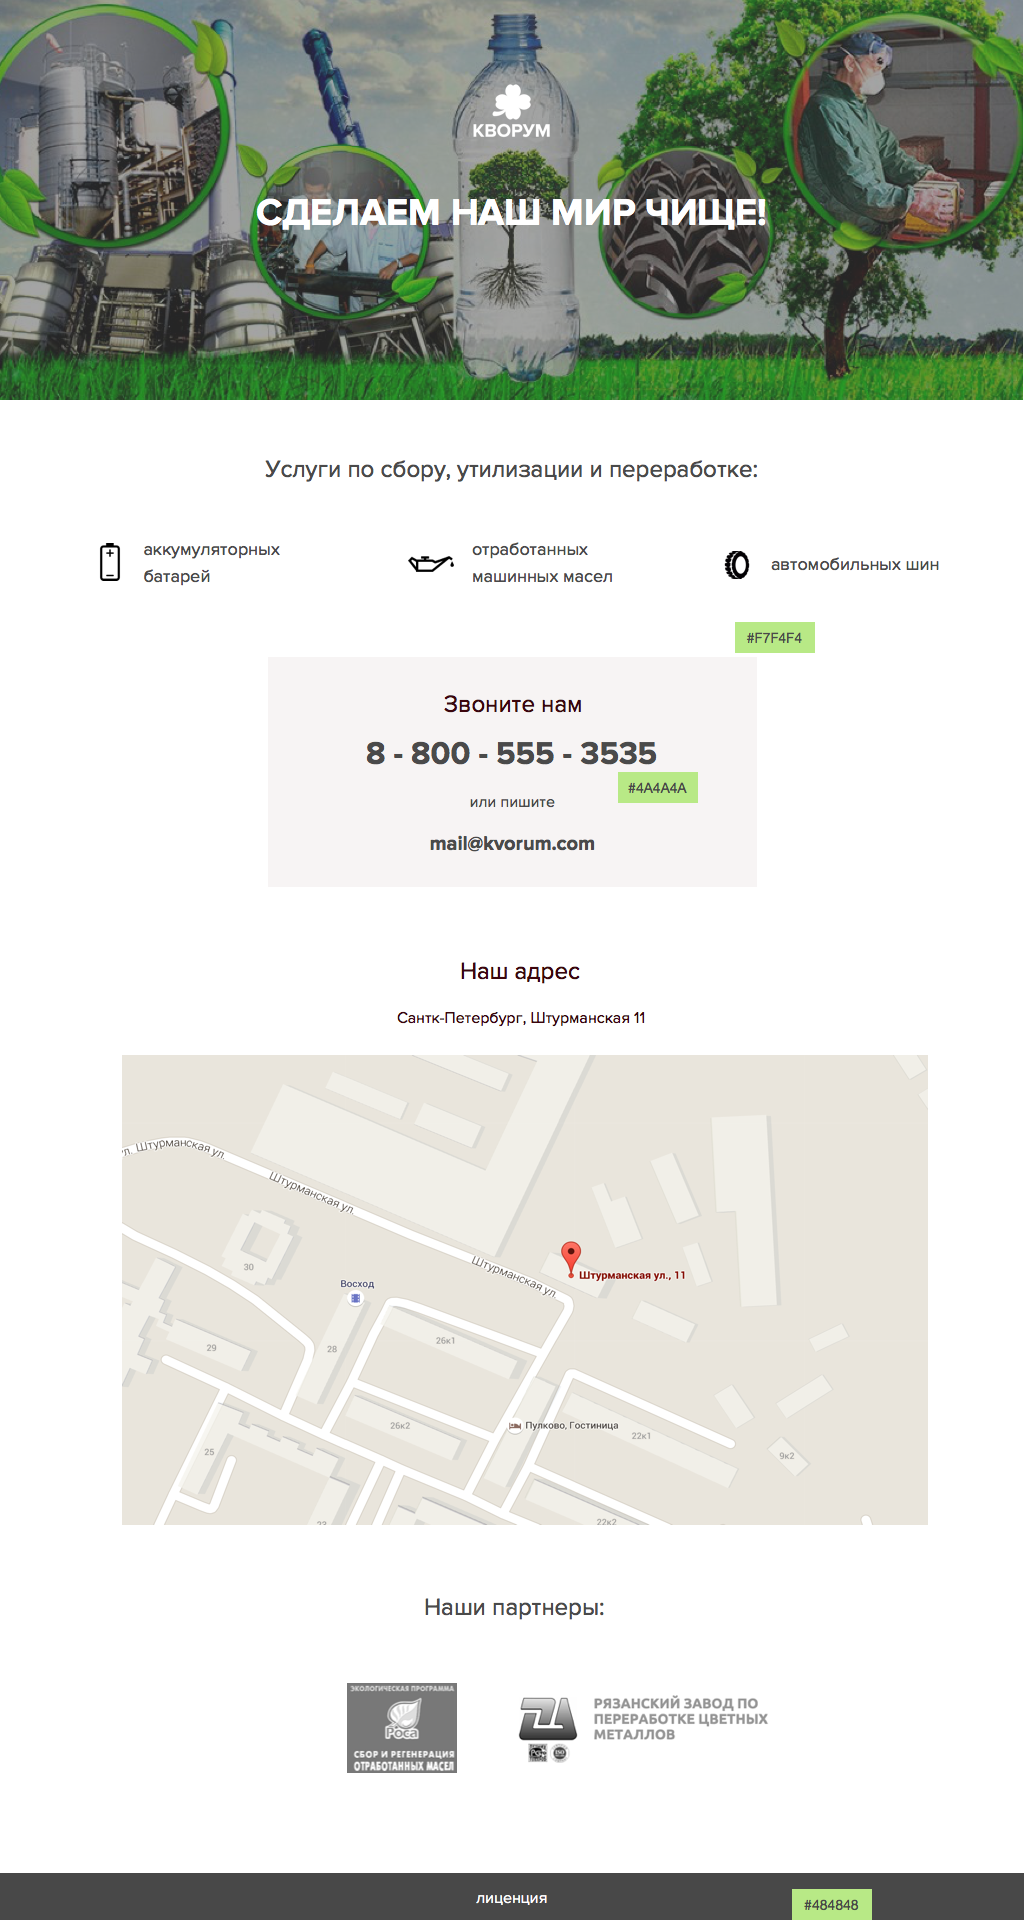 КВОРУМ
СДЕЛАЕМ НАШ МИР ЧИЩЕ!
Услуги по сбору, утилизации и переработке:
аккумуляторных
батарей
отработанных
машинных масел
автомобильных шин
#F7F4F4
Звоните нам
8 - 800 - 555 - 3535
#4A4A4A
или пишите
mail@kvorum.com
Наш адрес
Сантк-Петербург, Штурманская 11
ул. Штурманская ул.
Штурманская ул.
Штурманская ул.
Штурманская ул., 11
30
Восход
29
28
26к1
26к2
Пулково, Гостиница
22к1
25
9к2
22к2
23
Наши партнеры:
ЭКОЛОГИЧЕСКАЯ ПРОГРАММА
Роса
СБОР И РЕГЕНЕРАЦИЯ
ОТРАБОТАННЫХ МАСЕЛ
РЯЗАНСКИЙ ЗАВОД ПО
ПЕРЕРАБОТКЕ ЦВЕТНЫХ
МЕТАЛЛОВ
лиценция
#484848